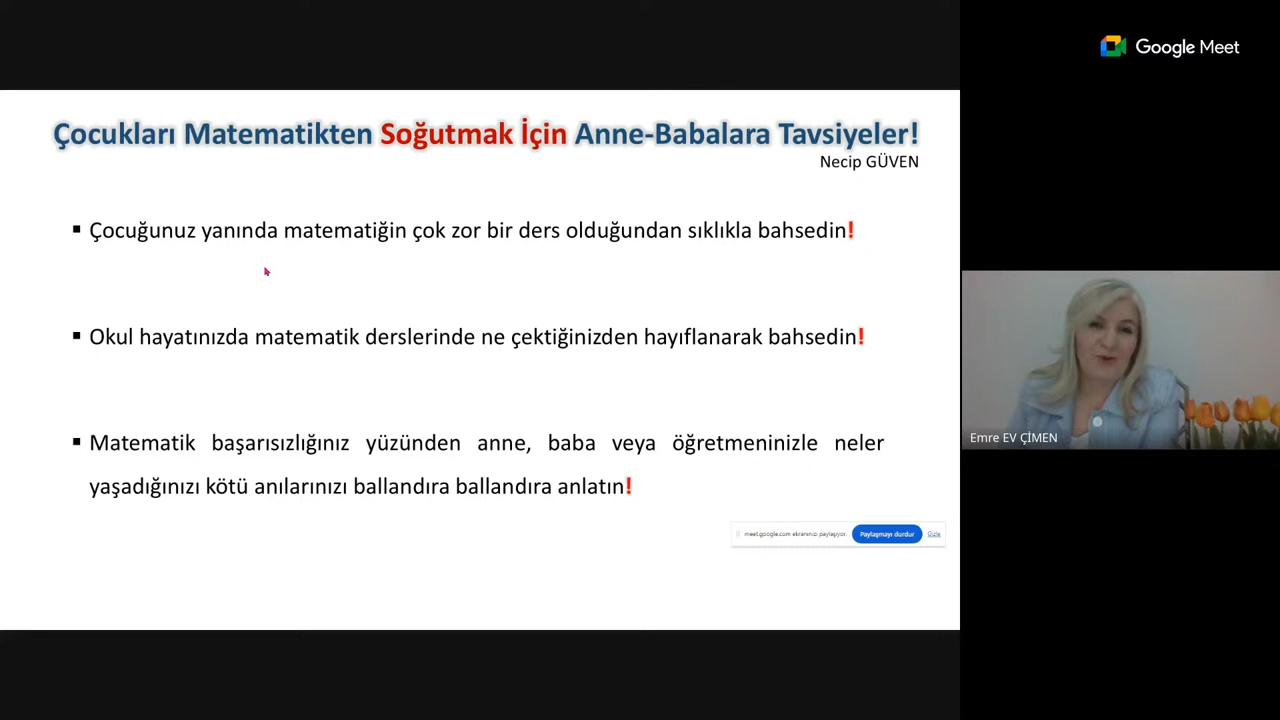 Google Meet
Çocukları Matematikten Soğutmak İçin Anne-Babalara Tavsiyeler!
Necip GÜVEN
▪ Çocuğunuz yanında matematiğin çok zor bir ders olduğundan sıklıkla bahsedin!
▪ Okul hayatınızda matematik derslerinde ne çektiğinizden hayıflanarak bahsedin!
▪ Matematik başarısızlığınız yüzünden anne, baba veya öğretmeninizle neler
yaşadığınızı kötü anılarınızı ballandıra ballandıra anlatın!
meet.google.com ekranınızı paylaşıyor. Paylaşmayı durdur Gizle
Emre EV ÇİMEN